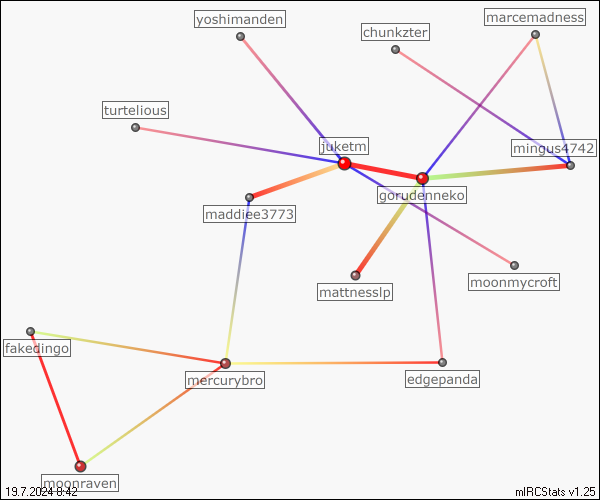 yoshimanden
marcemadness
chunkzter
turtelious
juketm
mingus4742
gorudenneko
maddiee3773
moonmycroft
mattnesslp
fakedingo
mercurybro
edgepanda
moonraven
19.7.2024 8:42
mIRCStats v1.25